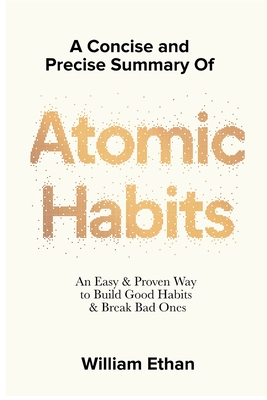 A Concise and
Precise Summary Of
Atomic
Habits
An Easy & Proven Way
to Build Good Habits
& Break Bad Ones
William Ethan